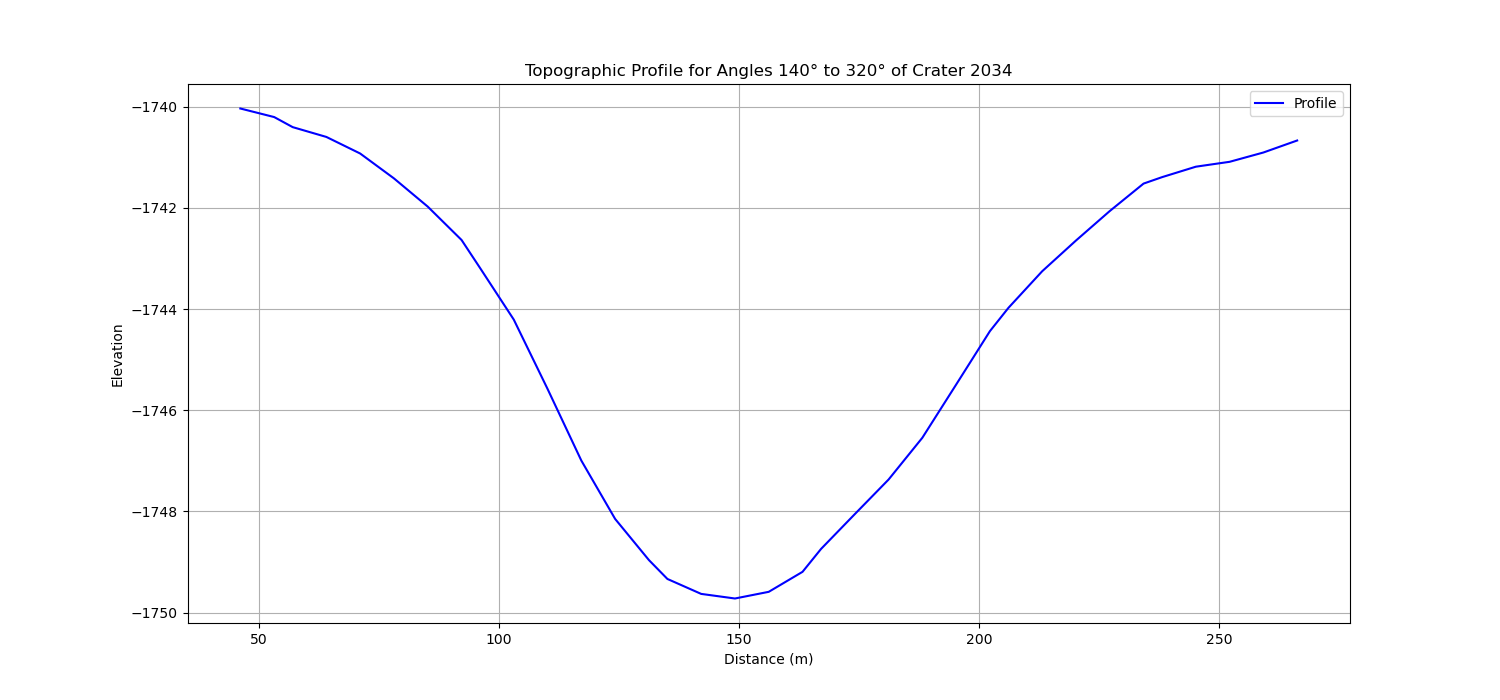 Topographic Profile for Angles 140° to 320° of Crater 2034
Profile
Elevation
−1740
−1742
−1744
−1746
−1748
−1750
50
100
150
200
250
Distance (m)